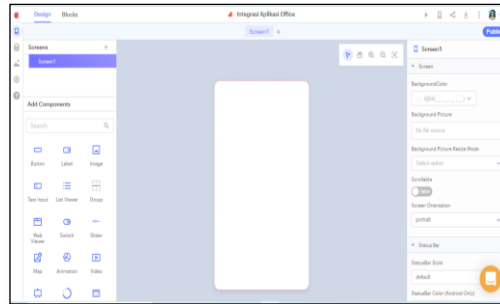 Design Blocks Integrasi Aplikasi Office
Screen1 + Publi
Screens +
Screen1
Add Components
Search
Button Label Image
Text Input List Viewer Group
Web Viewer Switch Slider
Map Animation Video
Screen1
Screen
BackgroundColor
Background Picture
No file source
Background Picture Resize Mode
Select option
Scrollable
false
Screen Orientation
portrait
Status Bar
StatusBar Style
default
StatusBar Color (Android Only)